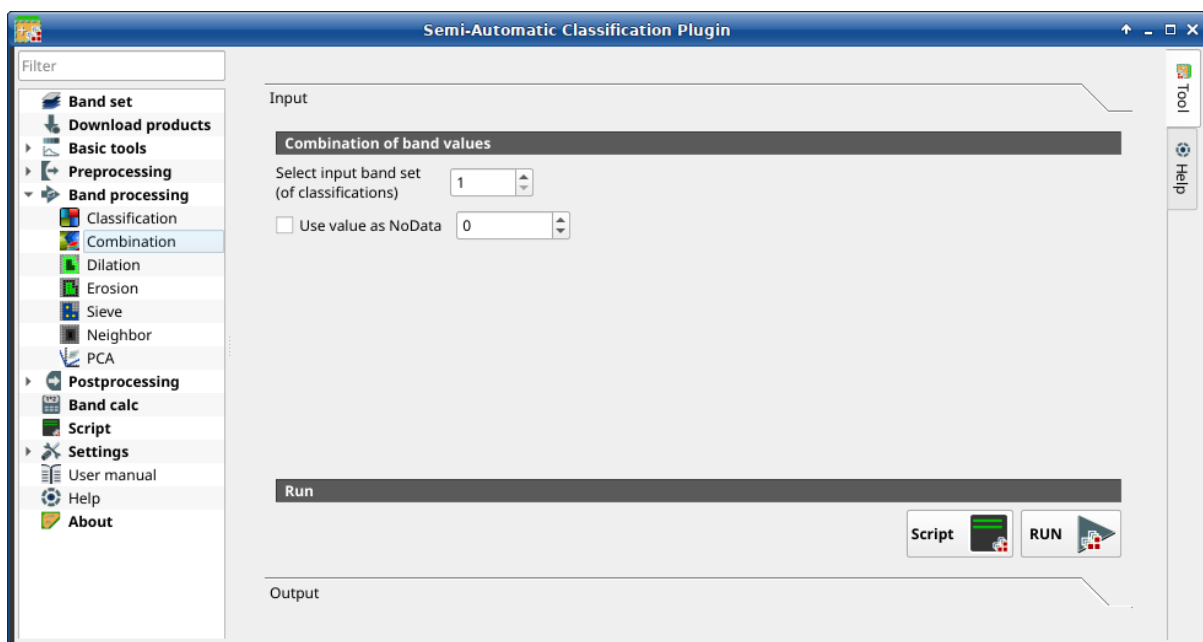 Semi-Automatic Classification Plugin
Filter
Band set
Download products
Basic tools
Preprocessing
Band processing
Classification
Combination
Dilation
Erosion
Sieve
Neighbor
PCA
Postprocessing
Band calc
Script
Settings
User manual
Help
About
Input
Combination of band values
Select input band set
(of classifications)
1
Use value as NoData
0
Run
Script
RUN
Output
Tool
Help